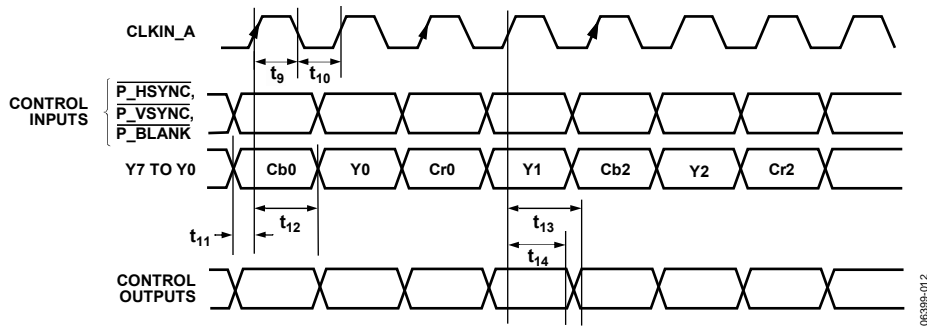 CLKIN_A
t9
t10
CONTROL
INPUTS
P_HSYNC,
P_VSYNC,
P_BLANK
Y7 TO Y0
Cb0
Y0
Cr0
Y1
Cb2
Y2
Cr2
t12
t13
t11
t14
CONTROL
OUTPUTS
06399-012